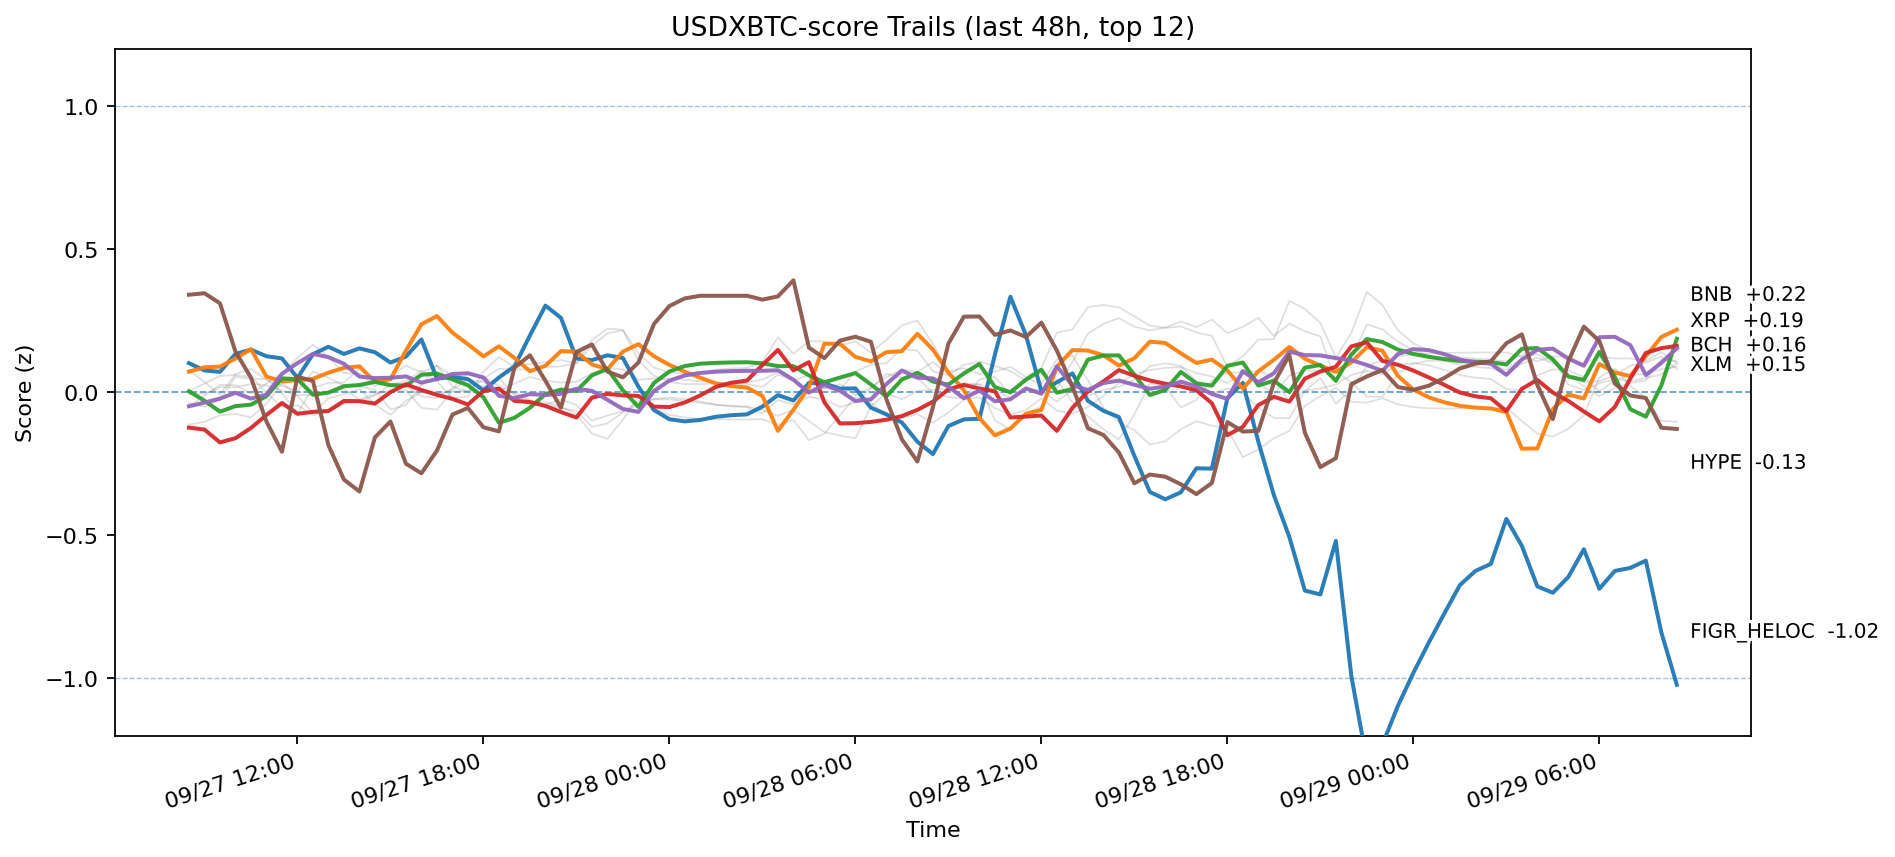 USDXBTC-score Trails (last 48h, top 12)
Score (z)
1.0
0.5
0.0
−0.5
−1.0
BNB +0.22
XRP +0.19
BCH +0.16
XLM +0.15
HYPE -0.13
FIGR_HELOC -1.02
09/27 12:00
09/27 18:00
09/28 00:00
09/28 06:00
09/28 12:00
09/28 18:00
09/29 00:00
09/29 06:00
Time